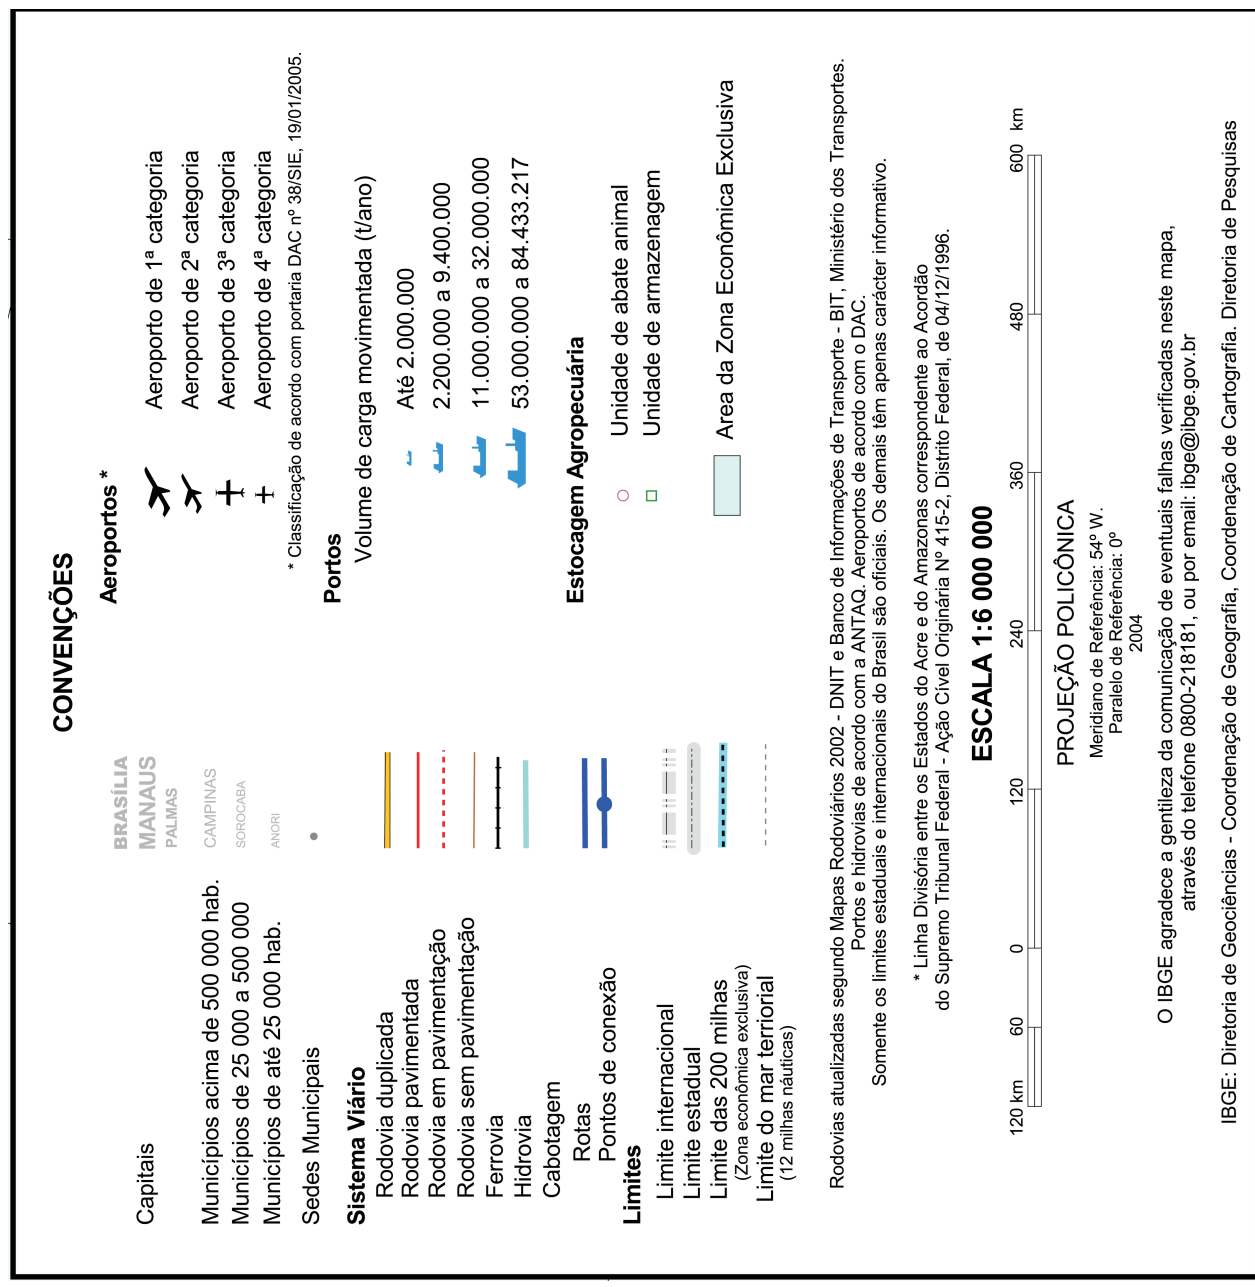 CONVENÇÕES
Capitais
BRASÍLIA
MANAUS
PALMAS
Municípios acima de 500 000 hab.
CAMPINAS
Municípios de 25 000 a 500 000
SOROCABA
Municípios de até 25 000 hab.
ANORI
Sedes Municipais
Sistema Viário
Rodovia duplicada
Rodovia pavimentada
Rodovia em pavimentação
Rodovia sem pavimentação
Ferrovia
Hidrovia
Cabotagem
Rotas
Pontos de conexão
Limites
Limite internacional
Limite estadual
Limite das 200 milhas
(Zona econômica exclusiva)
Limite do mar terriorial
(12 milhas náuticas)
Aeroportos *
Aeroporto de 1ª categoria
Aeroporto de 2ª categoria
Aeroporto de 3ª categoria
Aeroporto de 4ª categoria
* Classificação de acordo com portaria DAC nº 38/SIE, 19/01/2005.
Portos
Volume de carga movimentada (t/ano)
Até 2.000.000
2.200.000 a 9.400.000
11.000.000 a 32.000.000
53.000.000 a 84.433.217
Estocagem Agropecuária
Unidade de abate animal
Unidade de armazenagem
Area da Zona Econômica Exclusiva
Rodovias atualizadas segundo Mapas Rodoviários 2002 - DNIT e Banco de Informações de Transporte - BIT, Ministério dos Transportes.
Portos e hidrovias de acordo com a ANTAQ. Aeroportos de acordo com o DAC.
Somente os limites estaduais e internacionais do Brasil são oficiais. Os demais têm apenas carácter informativo.
* Linha Divisória entre os Estados do Acre e do Amazonas correspondente ao Acordão
do Supremo Tribunal Federal - Ação Cível Originária Nº 415-2, Distrito Federal, de 04/12/1996.
ESCALA 1:6 000 000
120 km 60 0 120 240 360 480 600 km
PROJEÇÃO POLICÔNICA
Meridiano de Referência: 54º W.
Paralelo de Referência: 0º
2004
O IBGE agradece a gentileza da comunicação de eventuais falhas verificadas neste mapa,
através do telefone 0800-218181, ou por email: ibge@ibge.gov.br
IBGE: Diretoria de Geociências - Coordenação de Geografia, Coordenação de Cartografia. Diretoria de Pesquisas